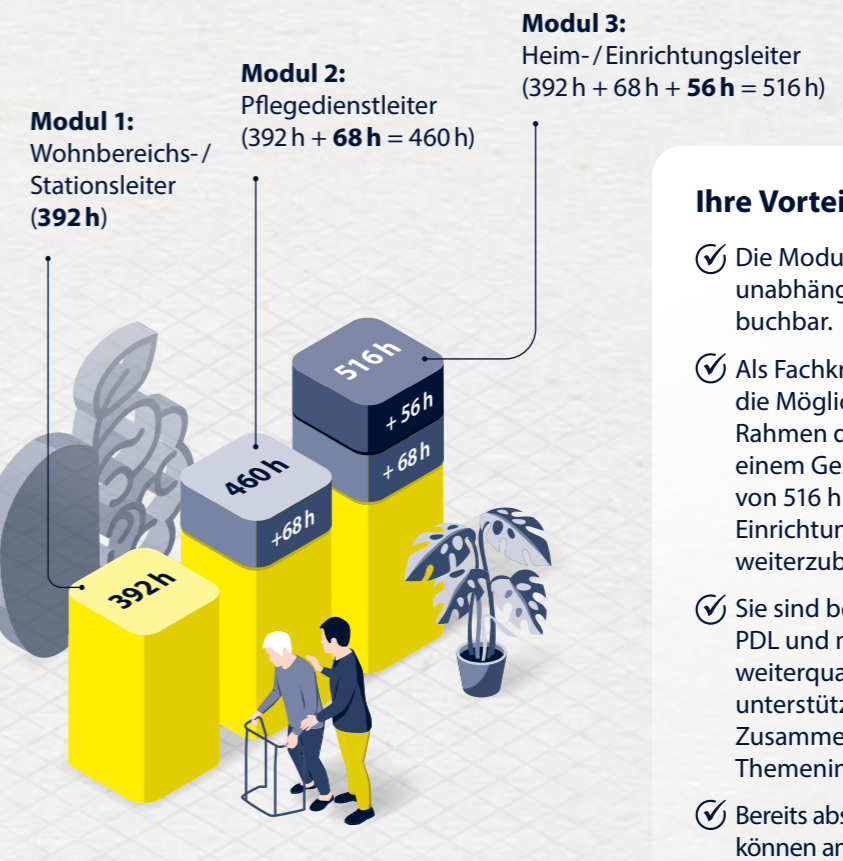 Modul 1:
Wohnbereichs- /
Stationsleiter
(392 h)
Modul 2:
Pflegedienstleiter
(392 h + 68 h = 460 h)
Modul 3:
Heim- / Einrichtungsleiter
(392 h + 68 h + 56 h = 516 h)
392 h
460 h
+68 h
516 h
+ 56 h
+ 68 h
Ihre Vortei
Die Modu
unabhäng
buchbar.
Als Fachkr
die Möglic
Rahmen d
einem Ges
von 516 h
Einrichtun
weiterzub
Sie sind be
PDL und m
weiterqua
unterstütz
Zusamme
Themenin
Bereits abs
können an